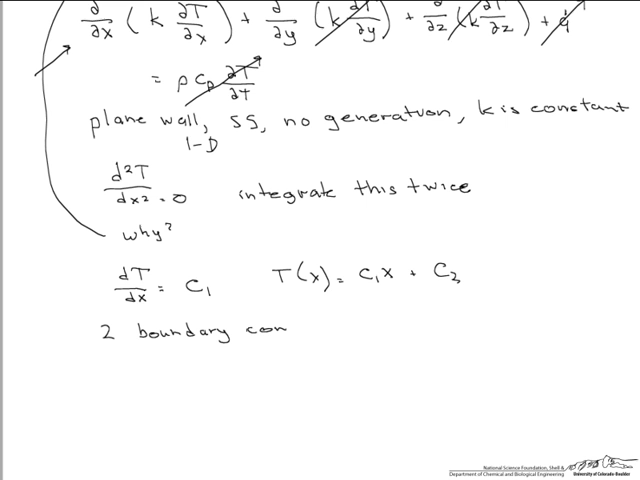 ∂/∂x (k ∂T/∂x) + ∂/∂y (k ∂T/∂y) + ∂/∂z (k ∂T/∂z) + q̇
= ρ Cp ∂T/∂t
plane wall, SS, no generation, k is constant
1-D
d²T/dx² = 0 integrate this twice
why?
dT/dx = C₁ T(x) = C₁x + C₂
2 boundary con
National Science Foundation, Shell &
Department of Chemical and Biological Engineering
University of Colorado Boulder